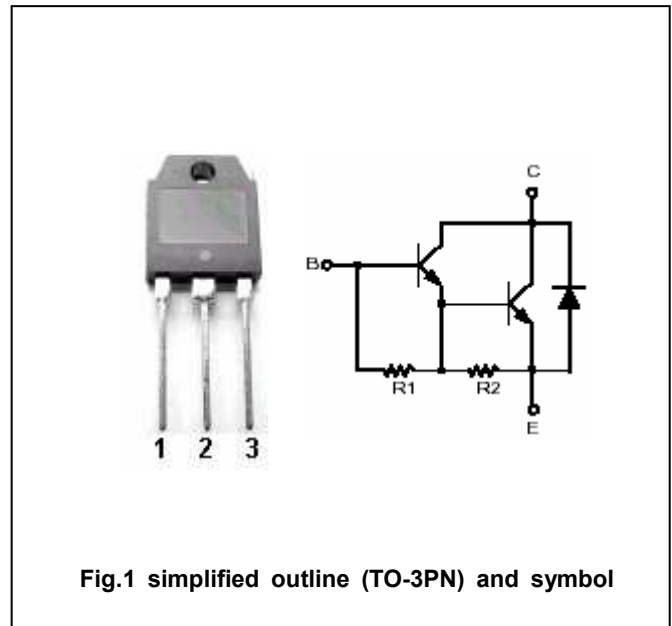 C
B
R1 R2
E
1 2 3
Fig.1 simplified outline (TO-3PN) and symbol